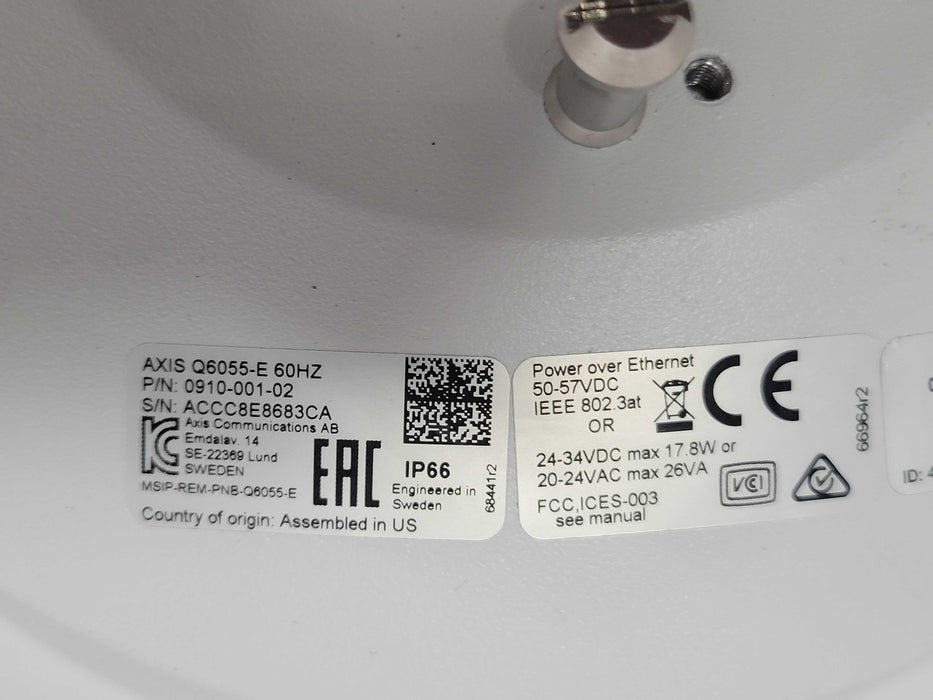 AXIS Q6055-E 60HZ
P/N: 0910-001-02
S/N: ACCC8E8683CA
Axis Communications AB
Emdalav. 14
SE-22369 Lund
SWEDEN
MSIP-REM-PNB-Q6055-E
EAC
IP66
Engineered in
Sweden
68441r2
Country of origin: Assembled in US
Power over Ethernet
50-57VDC
IEEE 802.3at
OR
CE
24-34VDC max 17.8W or
20-24VAC max 26VA
FCC,ICES-003
see manual
VCI
66964r2
ID: 4